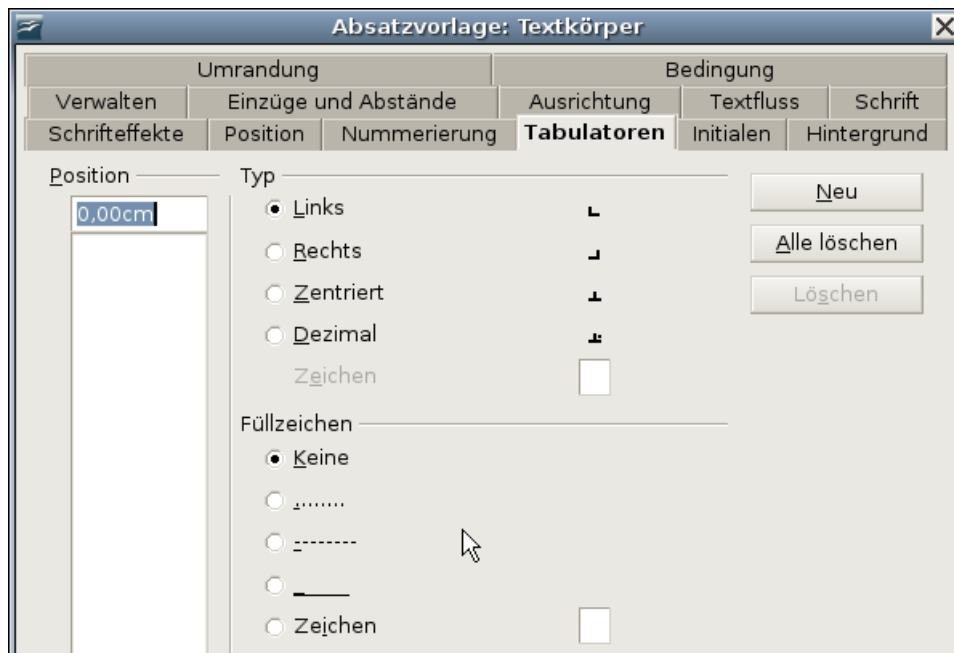 Absatzvorlage: Textkörper
Umrandung Bedingung
Verwalten Einzüge und Abstände Ausrichtung Textfluss Schrift
Schrifteffekte Position Nummerierung Tabulatoren Initialen Hintergrund
Position Typ
0,00cm
Links
Rechts
Zentriert
Dezimal
Zeichen
Neu
Alle löschen
Löschen
Füllzeichen
Keine
........
--------
______
Zeichen